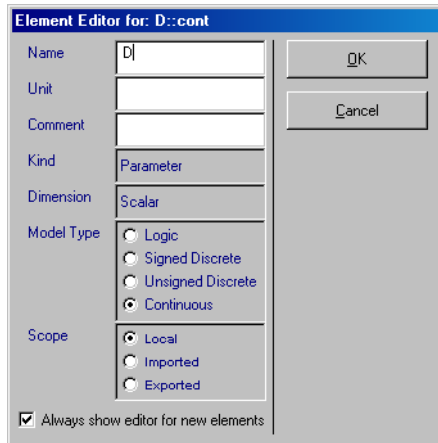 Element Editor for: D::cont
Name
D
OK
Unit
Cancel
Comment
Kind
Parameter
Dimension
Scalar
Model Type
Logic
Signed Discrete
Unsigned Discrete
Continuous
Scope
Local
Imported
Exported
Always show editor for new elements